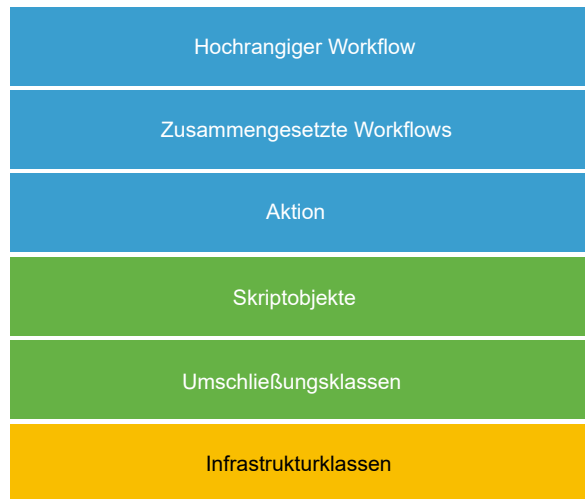 Hochrangiger Workflow
Zusammengesetzte Workflows
Aktion
Skriptobjekte
Umschließungsklassen
Infrastrukturklassen